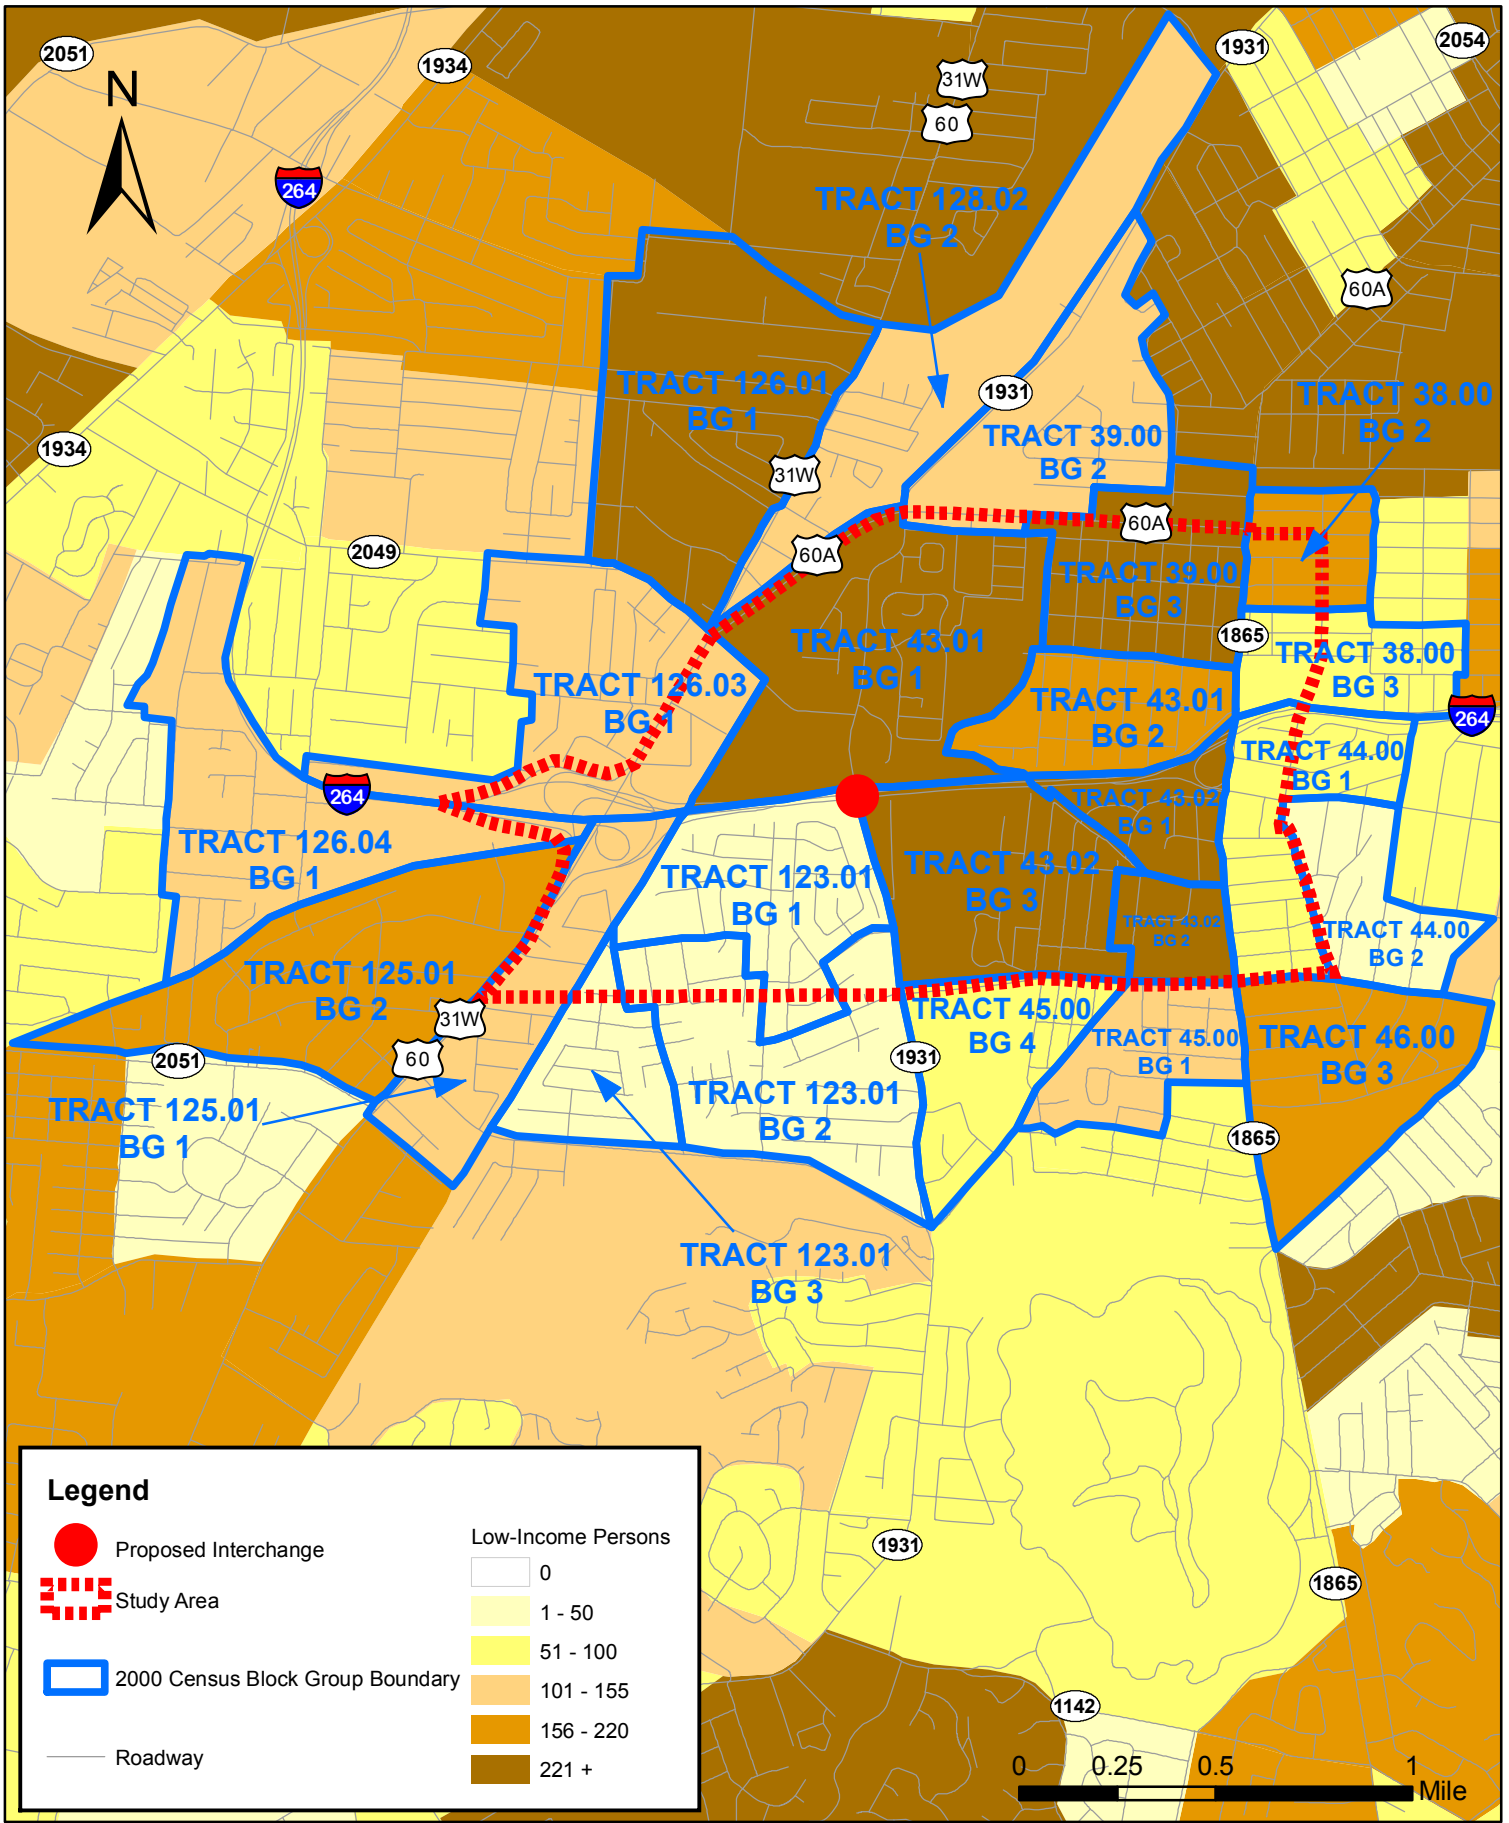 2051
1934
1931
2054
N
31W
60
264
TRACT 128.02
BG 2
60A
TRACT 126.01
BG 1
1931
TRACT 38.00
BG 2
1934
TRACT 39.00
BG 2
31W
60A
2049
60A
TRACT 39.00
BG 3
1865
TRACT 43.01
BG 1
TRACT 38.00
BG 3
TRACT 126.03
BG 1
TRACT 43.01
BG 2
264
TRACT 44.00
BG 1
264
TRACT 43.02
BG 1
TRACT 126.04
BG 1
TRACT 123.01
BG 1
TRACT 43.02
BG 3
TRACT 43.02
BG 2
TRACT 44.00
BG 2
TRACT 125.01
BG 2
31W
TRACT 45.00
BG 4
TRACT 45.00
BG 1
TRACT 46.00
BG 3
60
2051
1931
TRACT 125.01
BG 1
TRACT 123.01
BG 2
1865
TRACT 123.01
BG 3
Legend
Proposed Interchange
Study Area
2000 Census Block Group Boundary
Roadway
Low-Income Persons
0
1 - 50
51 - 100
101 - 155
156 - 220
221 +
1931
1865
1142
0 0.25 0.5 1
Mile